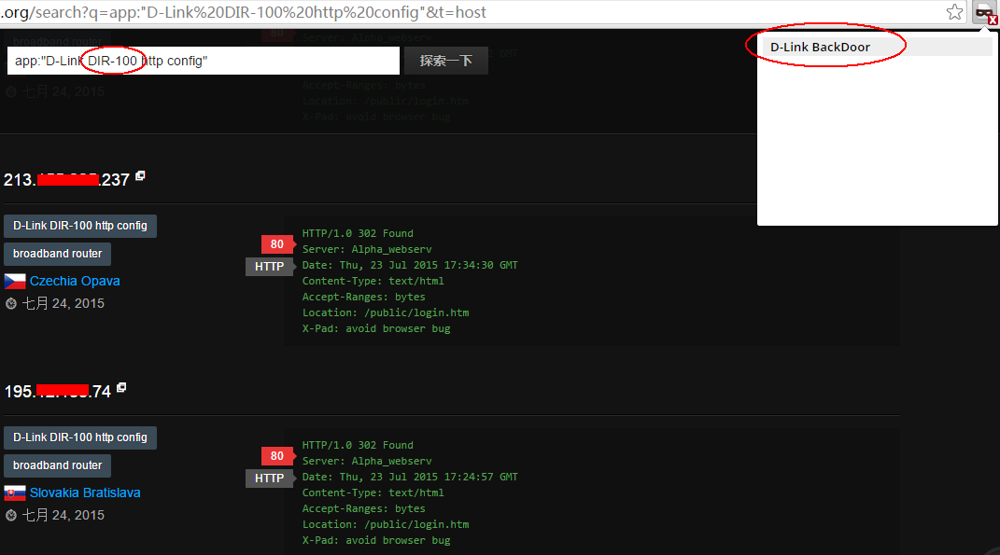 .org/search?q=app:"D-Link%20DIR-100%20http%20config"&t=host
D-Link BackDoor
broadband router
80
app:"D-Link DIR-100 http config"
探索一下
GMT
七月 24, 2015
Accept-Ranges: bytes
Location: /public/login.htm
X-Pad: avoid browser bug
213.
.237
D-Link DIR-100 http config
broadband router
Czechia Opava
七月 24, 2015
80
HTTP
HTTP/1.0 302 Found
Server: Alpha_webserv
Date: Thu, 23 Jul 2015 17:34:30 GMT
Content-Type: text/html
Accept-Ranges: bytes
Location: /public/login.htm
X-Pad: avoid browser bug
195.
.74
D-Link DIR-100 http config
broadband router
Slovakia Bratislava
七月 24, 2015
80
HTTP
HTTP/1.0 302 Found
Server: Alpha_webserv
Date: Thu, 23 Jul 2015 17:24:57 GMT
Content-Type: text/html
Accept-Ranges: bytes
Location: /public/login.htm
X-Pad: avoid browser bug